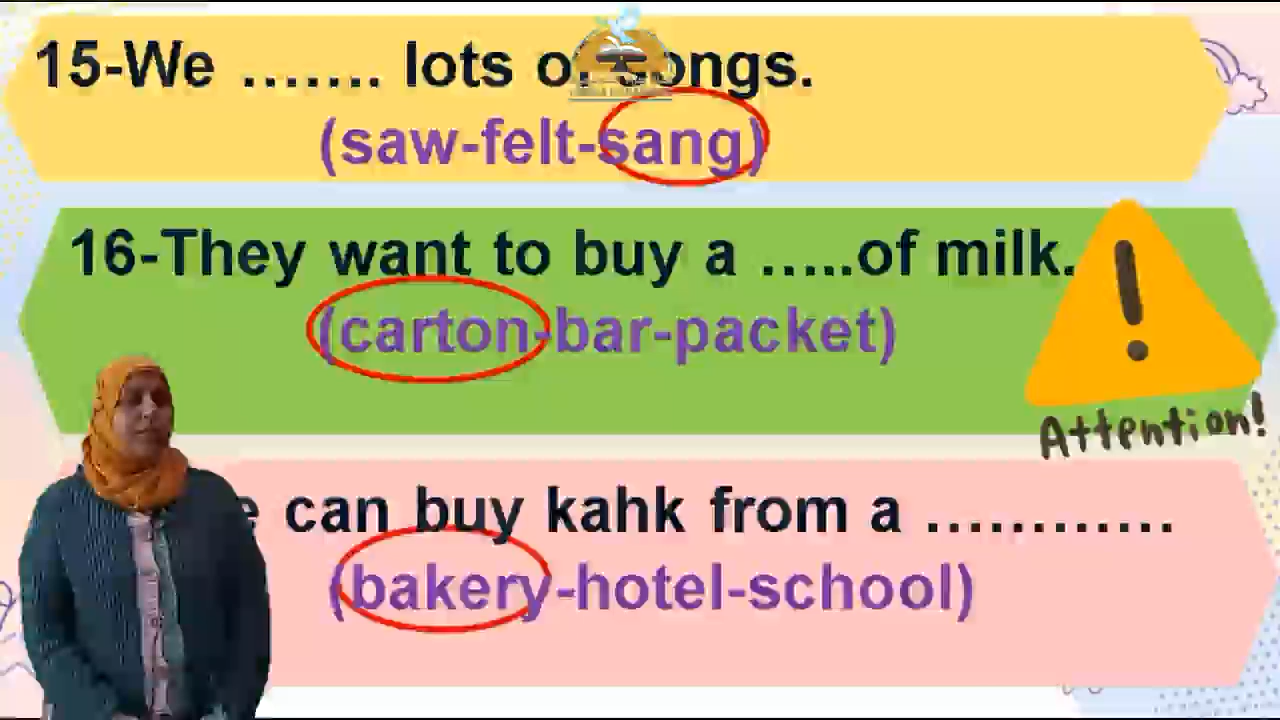 15-We ....... lots of songs.
(saw-felt-sang)
16-They want to buy a .....of milk.
(carton-bar-packet)
Attention!
can buy kahk from a ............
(bakery-hotel-school)